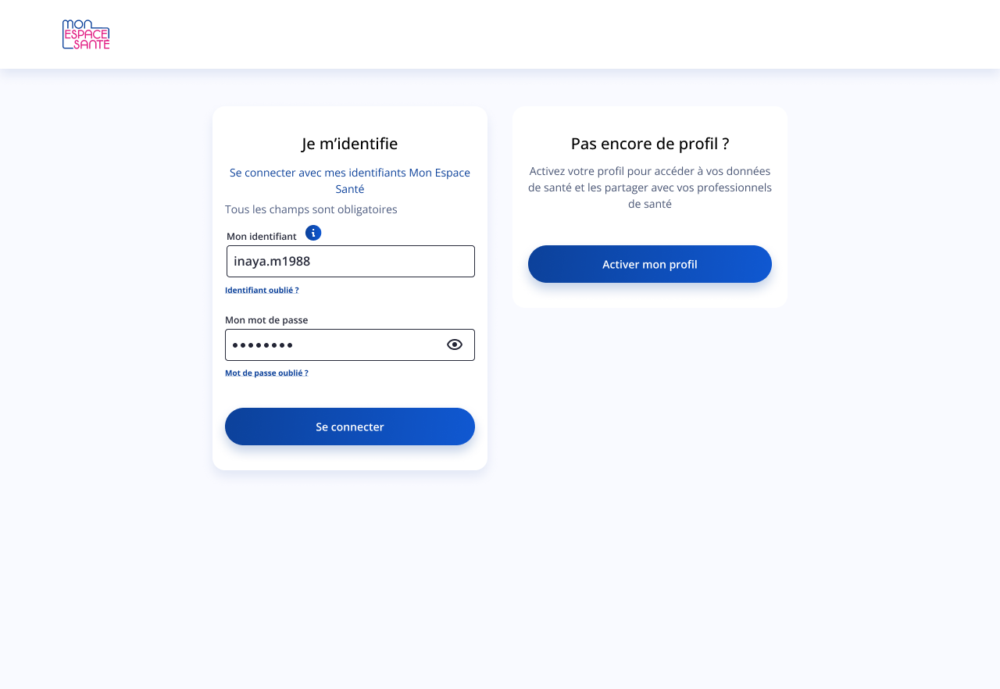 MON
ESPACE
SANTÉ
Je m’identifie
Se connecter avec mes identifiants Mon Espace
Santé
Tous les champs sont obligatoires
Mon identifiant
inaya.m1988
Identifiant oublié ?
Mon mot de passe
••••••••
Mot de passe oublié ?
Se connecter
Pas encore de profil ?
Activez votre profil pour accéder à vos données
de santé et les partager avec vos professionnels
de santé
Activer mon profil